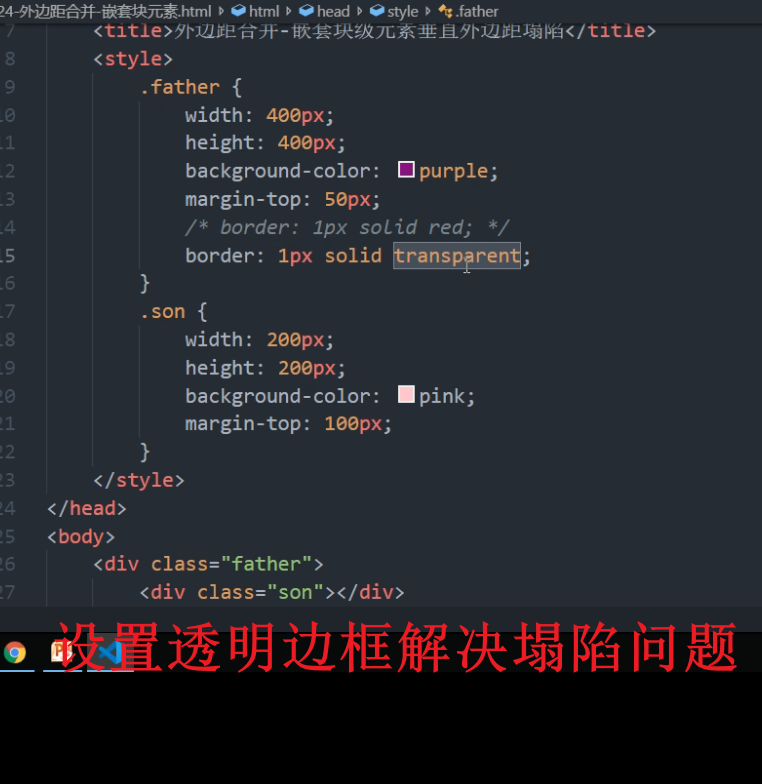 24-外边距合并-嵌套块元素.html › html › head › style › .father
7 <title>外边距合并-嵌套块级元素垂直外边距塌陷</title>
8 <style>
9 .father {
10 width: 400px;
11 height: 400px;
12 background-color: purple;
13 margin-top: 50px;
14 /* border: 1px solid red; */
15 border: 1px solid transparent;
16 }
17 .son {
18 width: 200px;
19 height: 200px;
20 background-color: pink;
21 margin-top: 100px;
22 }
23 </style>
24 </head>
25 <body>
26 <div class="father">
27 <div class="son"></div>
设置透明边框解决塌陷问题